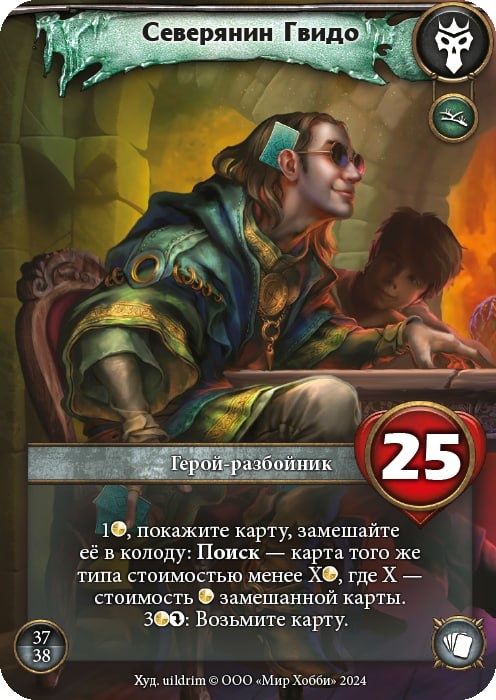 Северянин Гвидо
Герой-разбойник
25
1, покажите карту, замешайте
её в колоду: Поиск — карта того же
типа стоимостью менее X, где X —
стоимость замешанной карты.
3: Возьмите карту.
37
38
Худ. uildrim © ООО «Мир Хобби» 2024